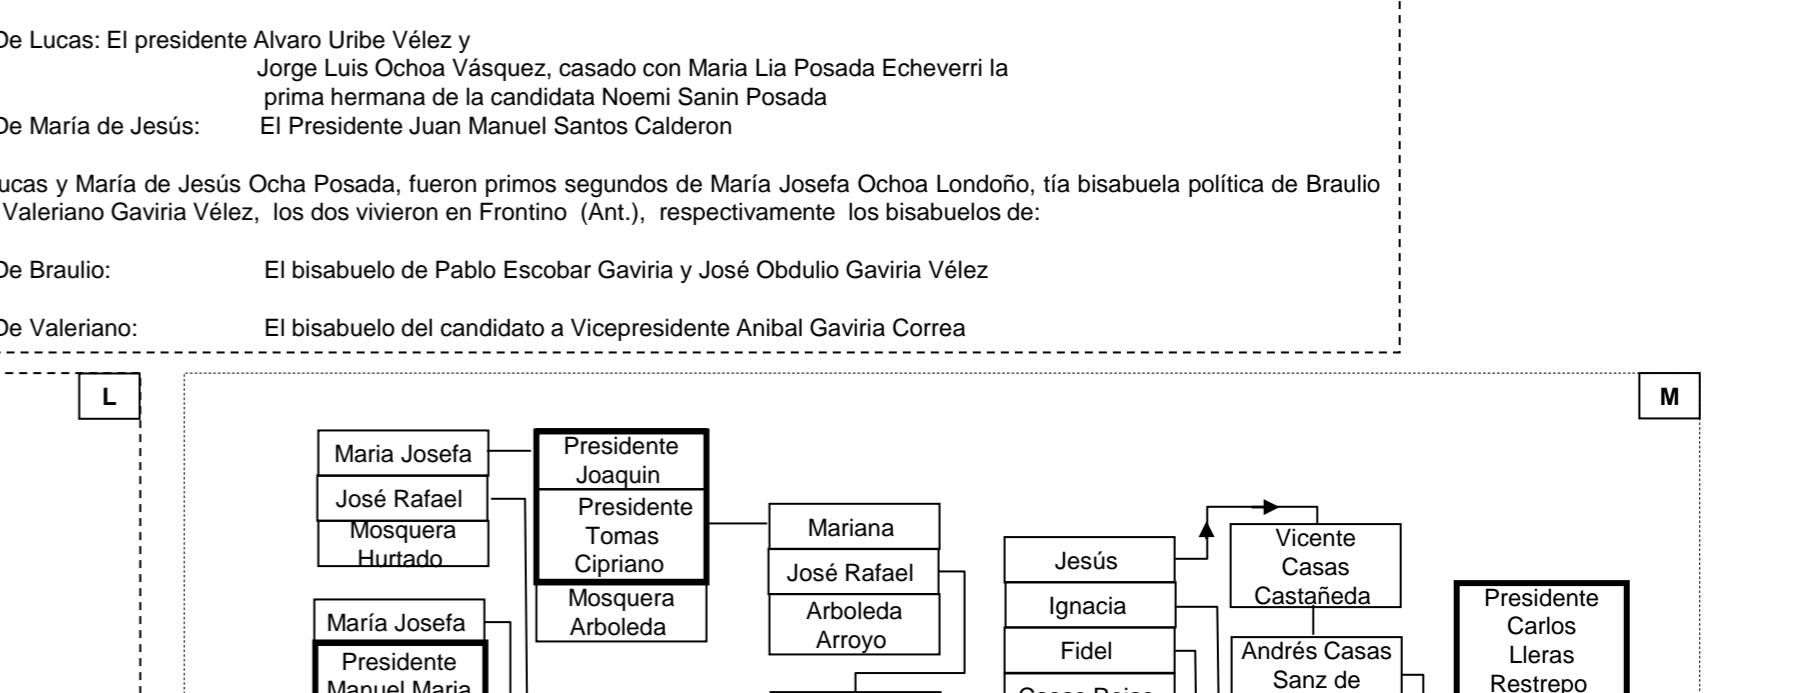 De Lucas: El presidente Alvaro Uribe Vélez y
Jorge Luis Ochoa Vásquez, casado con Maria Lia Posada Echeverri la
prima hermana de la candidata Noemi Sanin Posada
De María de Jesús: El Presidente Juan Manuel Santos Calderon
ucas y María de Jesús Ocha Posada, fueron primos segundos de María Josefa Ochoa Londoño, tía bisabuela política de Braulio
Valeriano Gaviria Vélez, los dos vivieron en Frontino (Ant.), respectivamente los bisabuelos de:
De Braulio: El bisabuelo de Pablo Escobar Gaviria y José Obdulio Gaviria Vélez
De Valeriano: El bisabuelo del candidato a Vicepresidente Anibal Gaviria Correa
L
M
Maria Josefa
José Rafael
Mosquera
Hurtado
Presidente
Joaquin
Presidente
Tomas
Cipriano
Mosquera
Arboleda
Mariana
José Rafael
Arboleda
Arroyo
María Josefa
Presidente
Manuel Maria
Jesús
Ignacia
Fidel
Casas Rojas
Vicente
Casas
Castañeda
Andrés Casas
Sanz de
Presidente
Carlos
Lleras
Restrepo